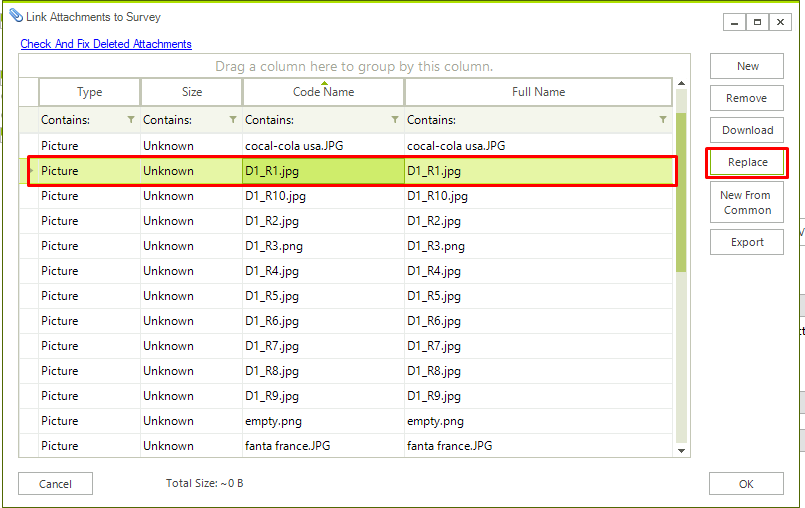 Link Attachments to Survey
Check And Fix Deleted Attachments
Drag a column here to group by this column.
Type Size Code Name Full Name
Contains: Contains: Contains: Contains:
Picture Unknown cocal-cola usa.JPG cocal-cola usa.JPG
Picture Unknown D1_R1.jpg D1_R1.jpg
Picture Unknown D1_R10.jpg D1_R10.jpg
Picture Unknown D1_R2.jpg D1_R2.jpg
Picture Unknown D1_R3.png D1_R3.png
Picture Unknown D1_R4.jpg D1_R4.jpg
Picture Unknown D1_R5.jpg D1_R5.jpg
Picture Unknown D1_R6.jpg D1_R6.jpg
Picture Unknown D1_R7.jpg D1_R7.jpg
Picture Unknown D1_R8.jpg D1_R8.jpg
Picture Unknown D1_R9.jpg D1_R9.jpg
Picture Unknown empty.png empty.png
Picture Unknown fanta france.JPG fanta france.JPG
New
Remove
Download
Replace
New From
Common
Export
Cancel
Total Size: ~0 B
OK